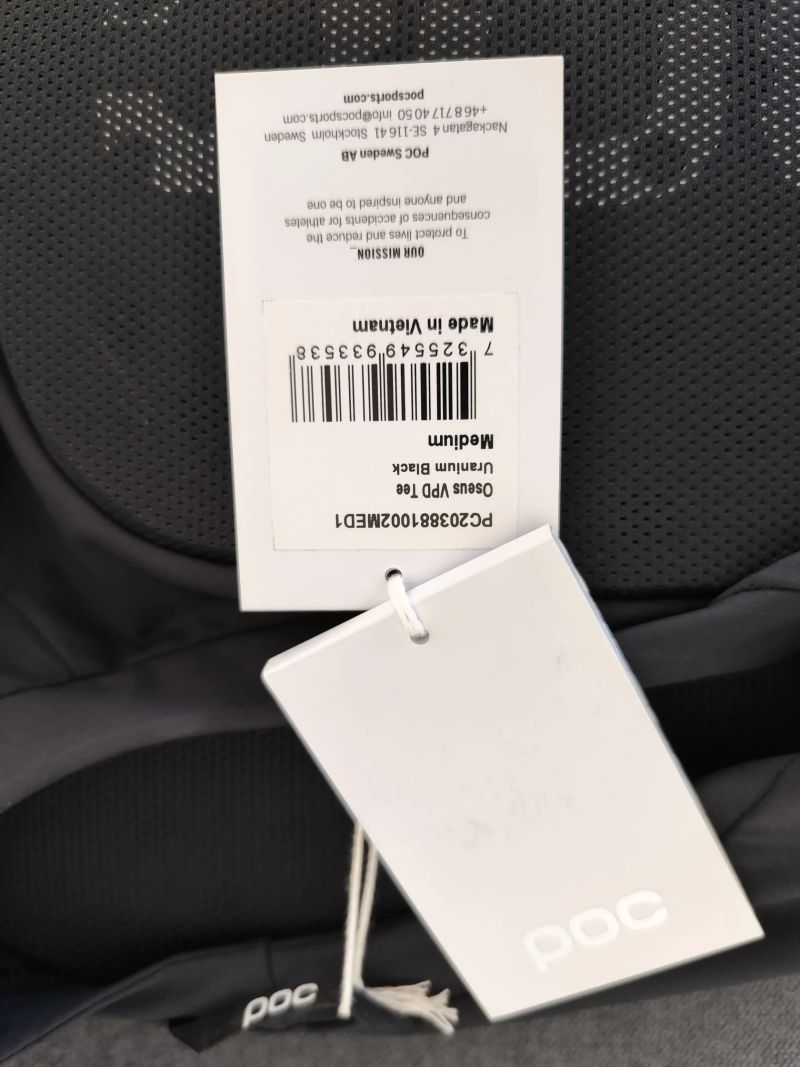 PC203881002MED1
Oseus VPD Tee
Uranium Black
Medium
7 325549 933538
Made in Vietnam
OUR MISSION_
To protect lives and reduce the
consequences of accidents for athletes
and anyone inspired to be one
POC Sweden AB
Nackagatan 4 SE-116 41 Stockholm Sweden
+46 8 717 40 50 info@pocsports.com
pocsports.com
poc
poc